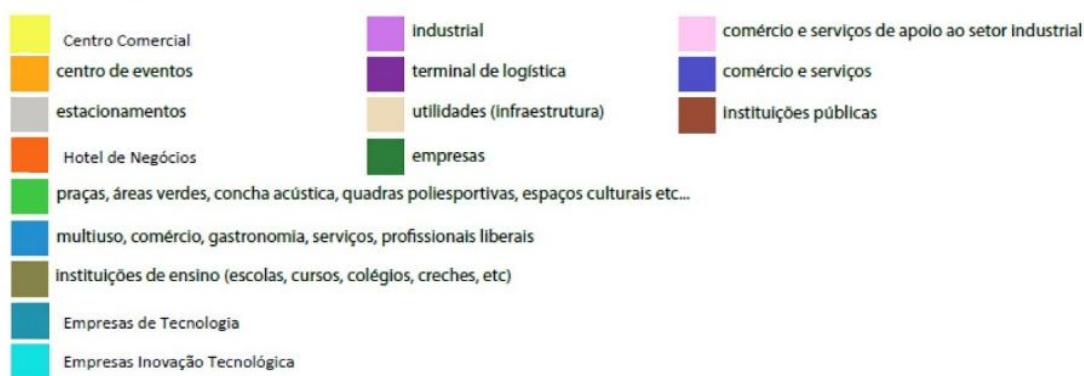 Centro Comercial
industrial
comércio e serviços de apoio ao setor industrial
centro de eventos
terminal de logística
comércio e serviços
estacionamentos
utilidades (infraestrutura)
instituições públicas
Hotel de Negócios
empresas
praças, áreas verdes, concha acústica, quadras poliesportivas, espaços culturais etc...
multiuso, comércio, gastronomia, serviços, profissionais liberais
instituições de ensino (escolas, cursos, colégios, creches, etc)
Empresas de Tecnologia
Empresas Inovação Tecnológica